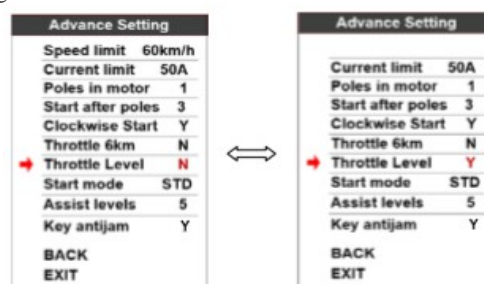 Advance Setting
Speed limit 60km/h
Current limit 50A
Poles in motor 1
Start after poles 3
Clockwise Start Y
Throttle 6km N
Throttle Level N
Start mode STD
Assist levels 5
Key antijam Y
BACK
EXIT
Advance Setting
Current limit 50A
Poles in motor 1
Start after poles 3
Clockwise Start Y
Throttle 6km N
Throttle Level Y
Start mode STD
Assist levels 5
Key antijam Y
BACK
EXIT